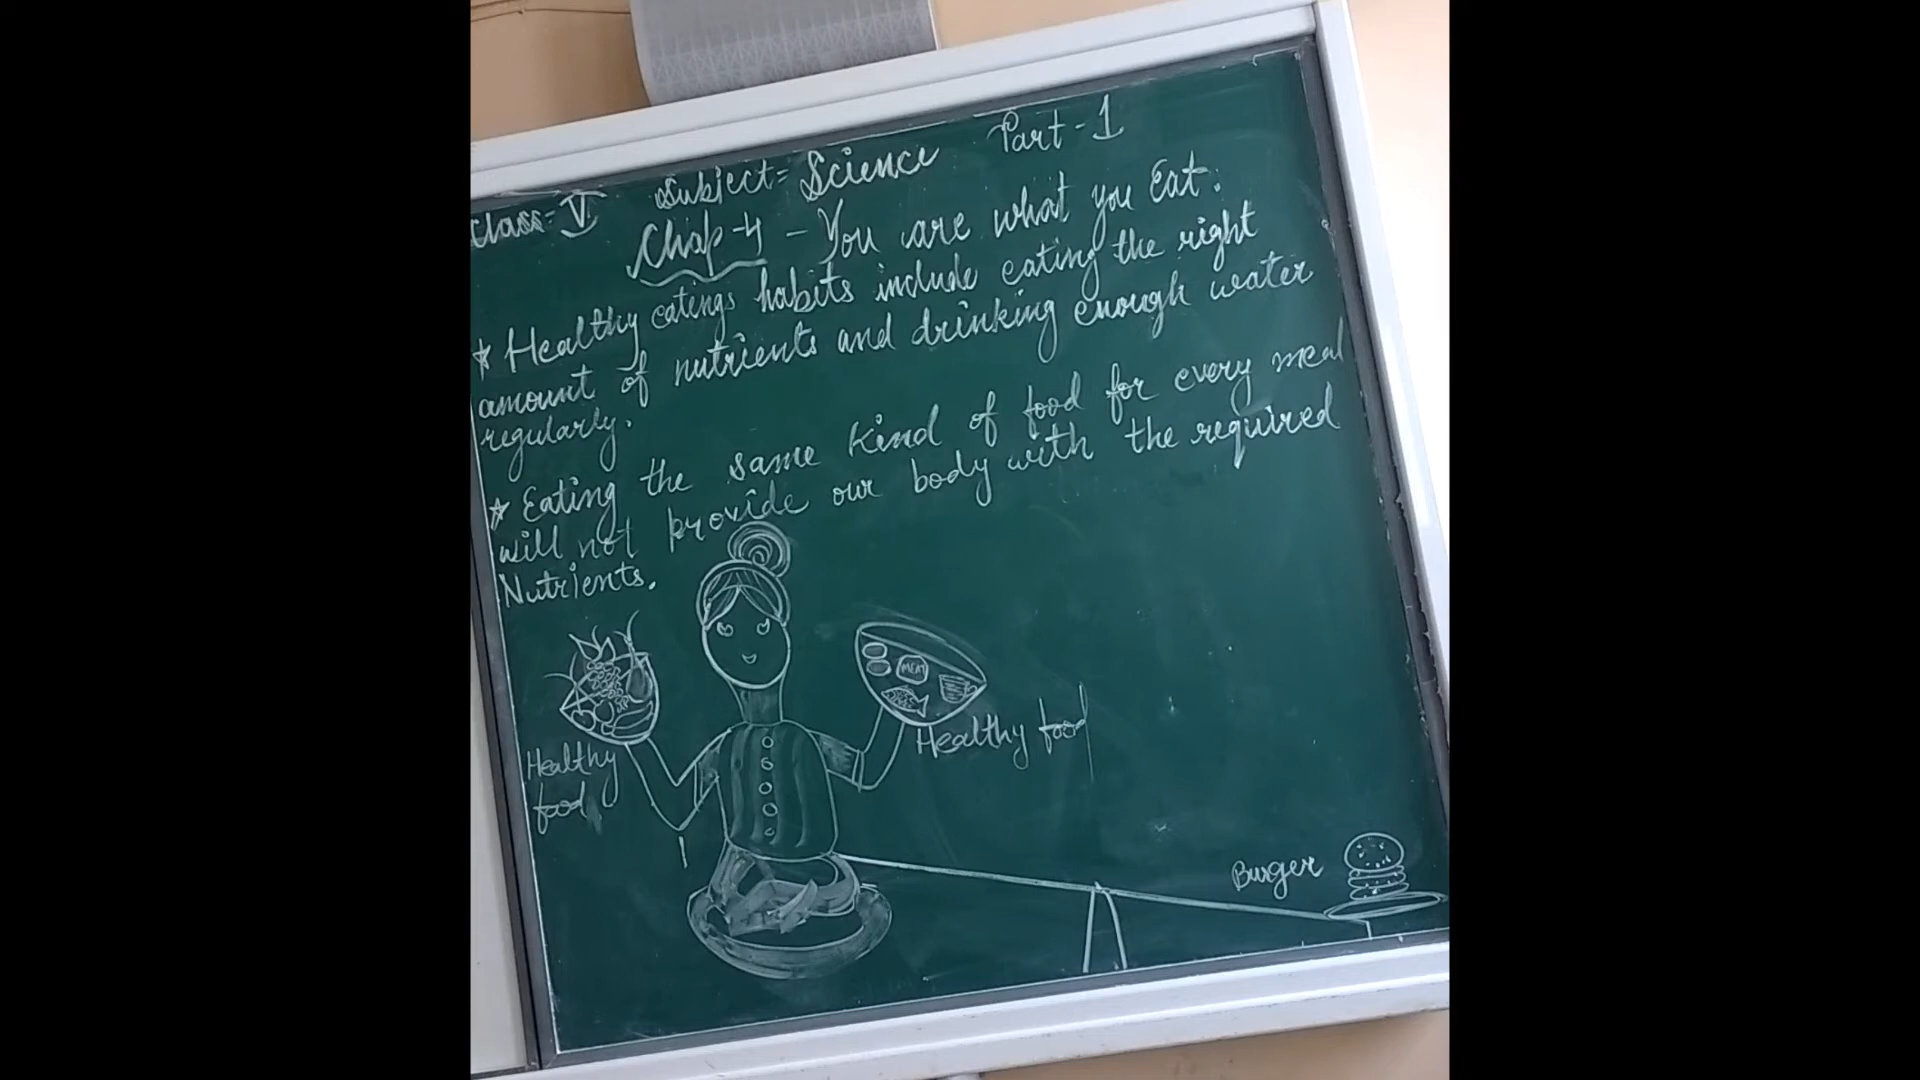 Class= V Subject= Science Part-1
Chap-4 - You are what you Eat.
★ Healthy eatings habits include eating the right
amount of nutrients and drinking enough water
regularly.
★ Eating the same kind of food for every meal
will not provide our body with the required
Nutrients.
MEAT
Healthy food
Healthy
food
Burger